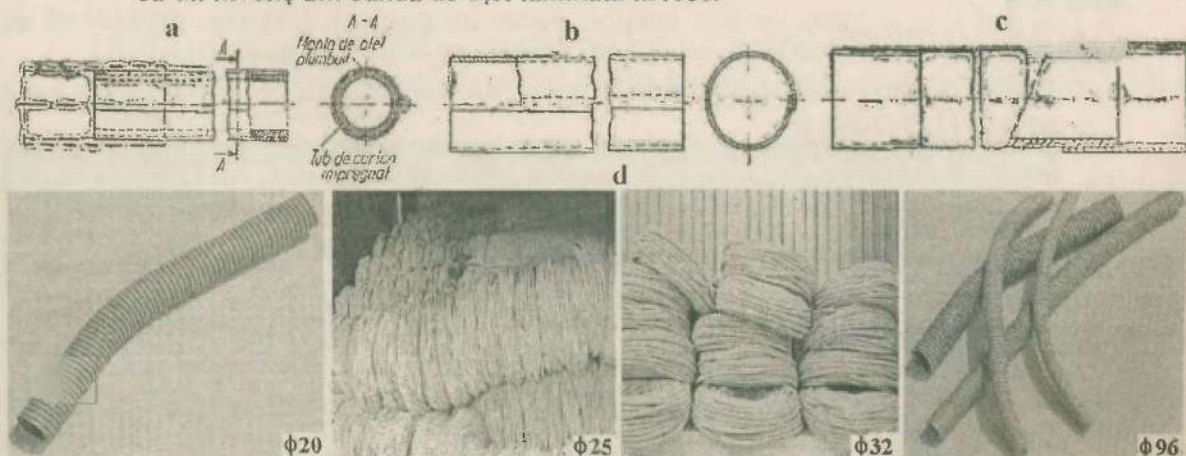 a
b
c
A-A
A
Manta de oțel
plumbuit
A
Tub de carton
impregnat
d
ϕ20
ϕ25
ϕ32
ϕ96